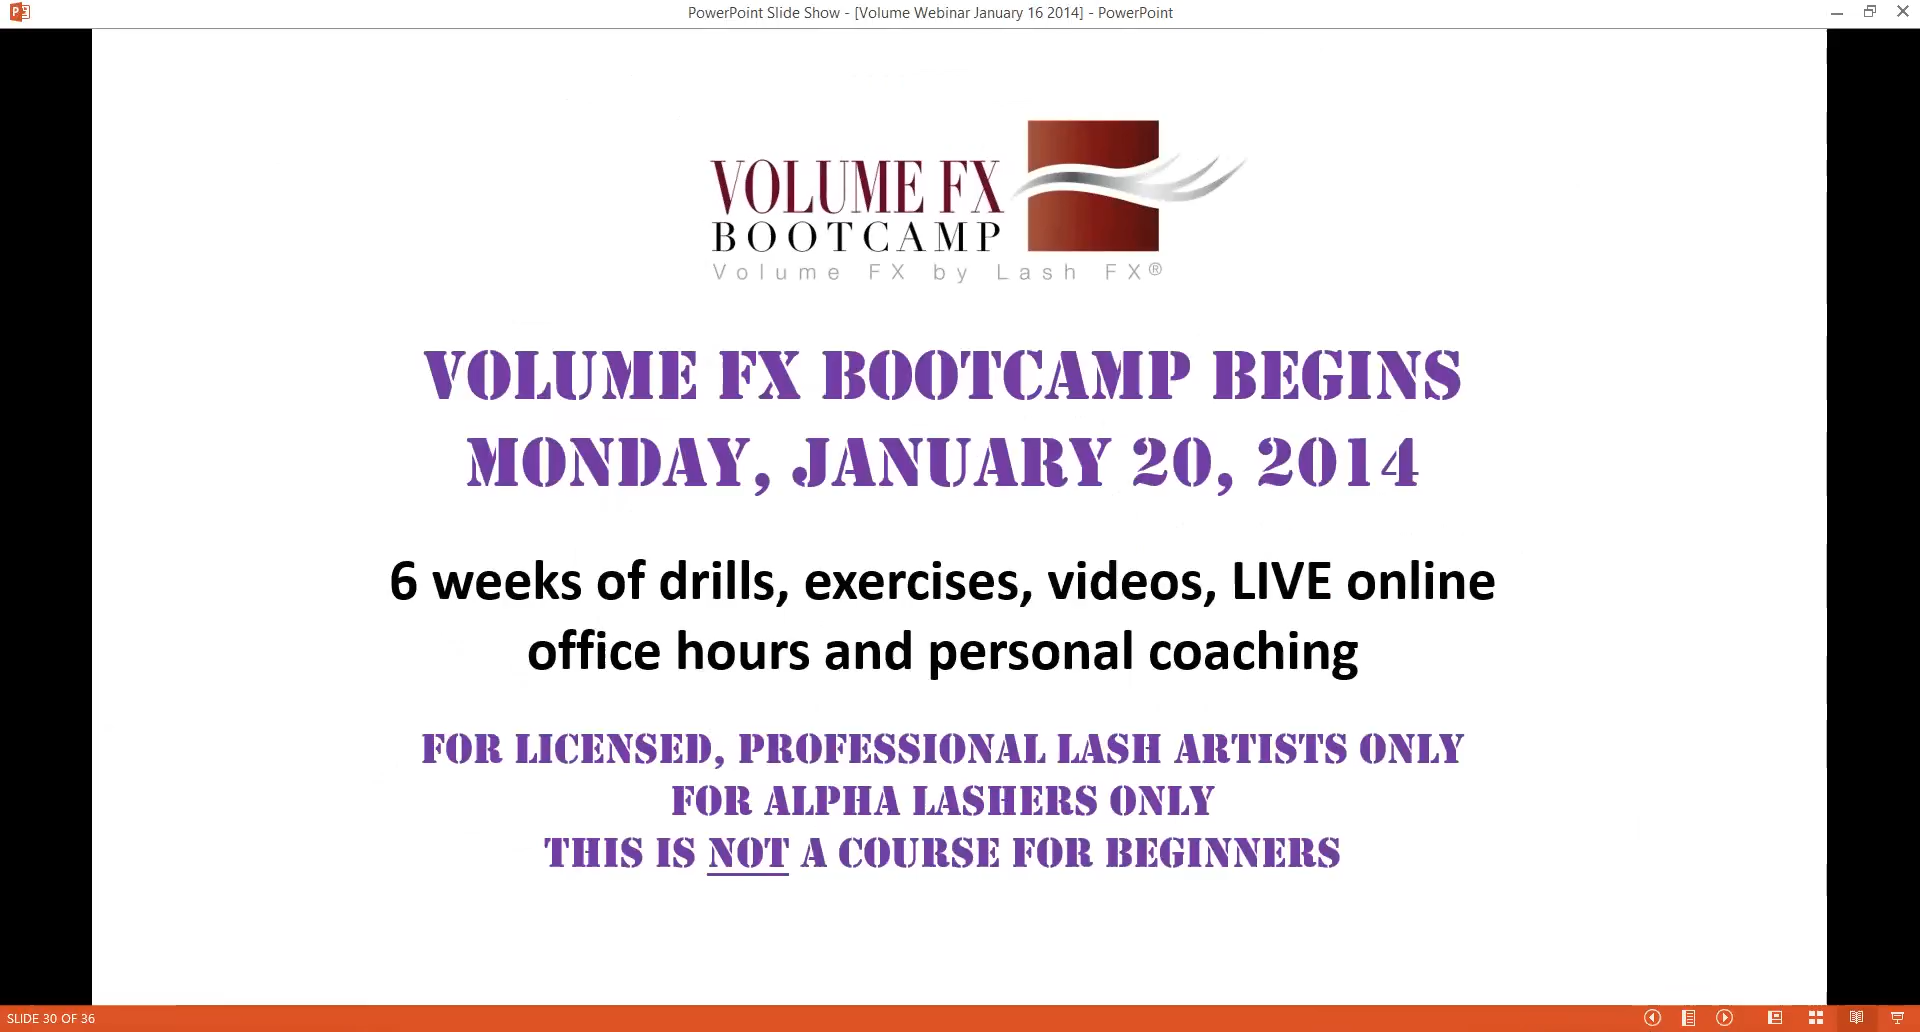 PowerPoint Slide Show - [Volume Webinar January 16 2014] - PowerPoint
VOLUME FX
BOOTCAMP
Volume FX by Lash FX®
VOLUME FX BOOTCAMP BEGINS
MONDAY, JANUARY 20, 2014
6 weeks of drills, exercises, videos, LIVE online
office hours and personal coaching
FOR LICENSED, PROFESSIONAL LASH ARTISTS ONLY
FOR ALPHA LASHERS ONLY
THIS IS NOT A COURSE FOR BEGINNERS
SLIDE 30 OF 36